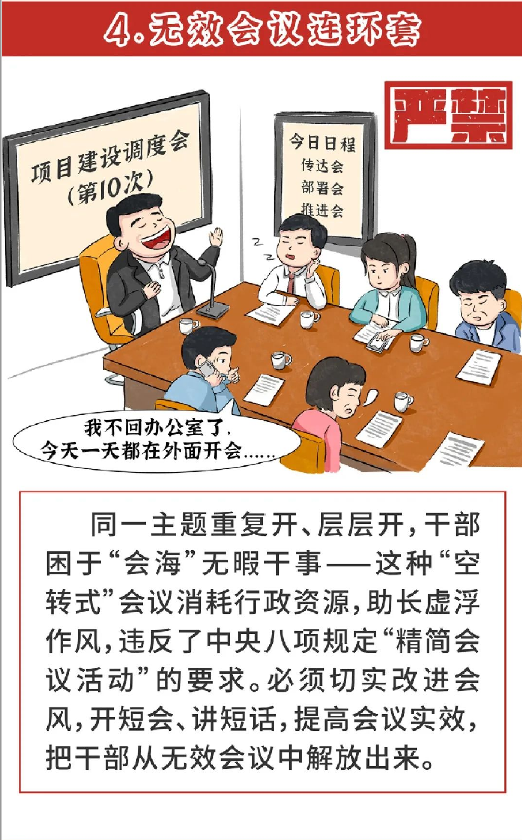 4.无效会议连环套
严禁
项目建设调度会
(第10次)
今日日程
传达会
部署会
推进会
我不回办公室了,
今天一天都在外面开会……
同一主题重复开、层层开,干部
困于“会海”无暇干事——这种“空
转式”会议消耗行政资源,助长虚浮
作风,违反了中央八项规定“精简会
议活动”的要求。必须切实改进会
风,开短会、讲短话,提高会议实效,
把干部从无效会议中解放出来。